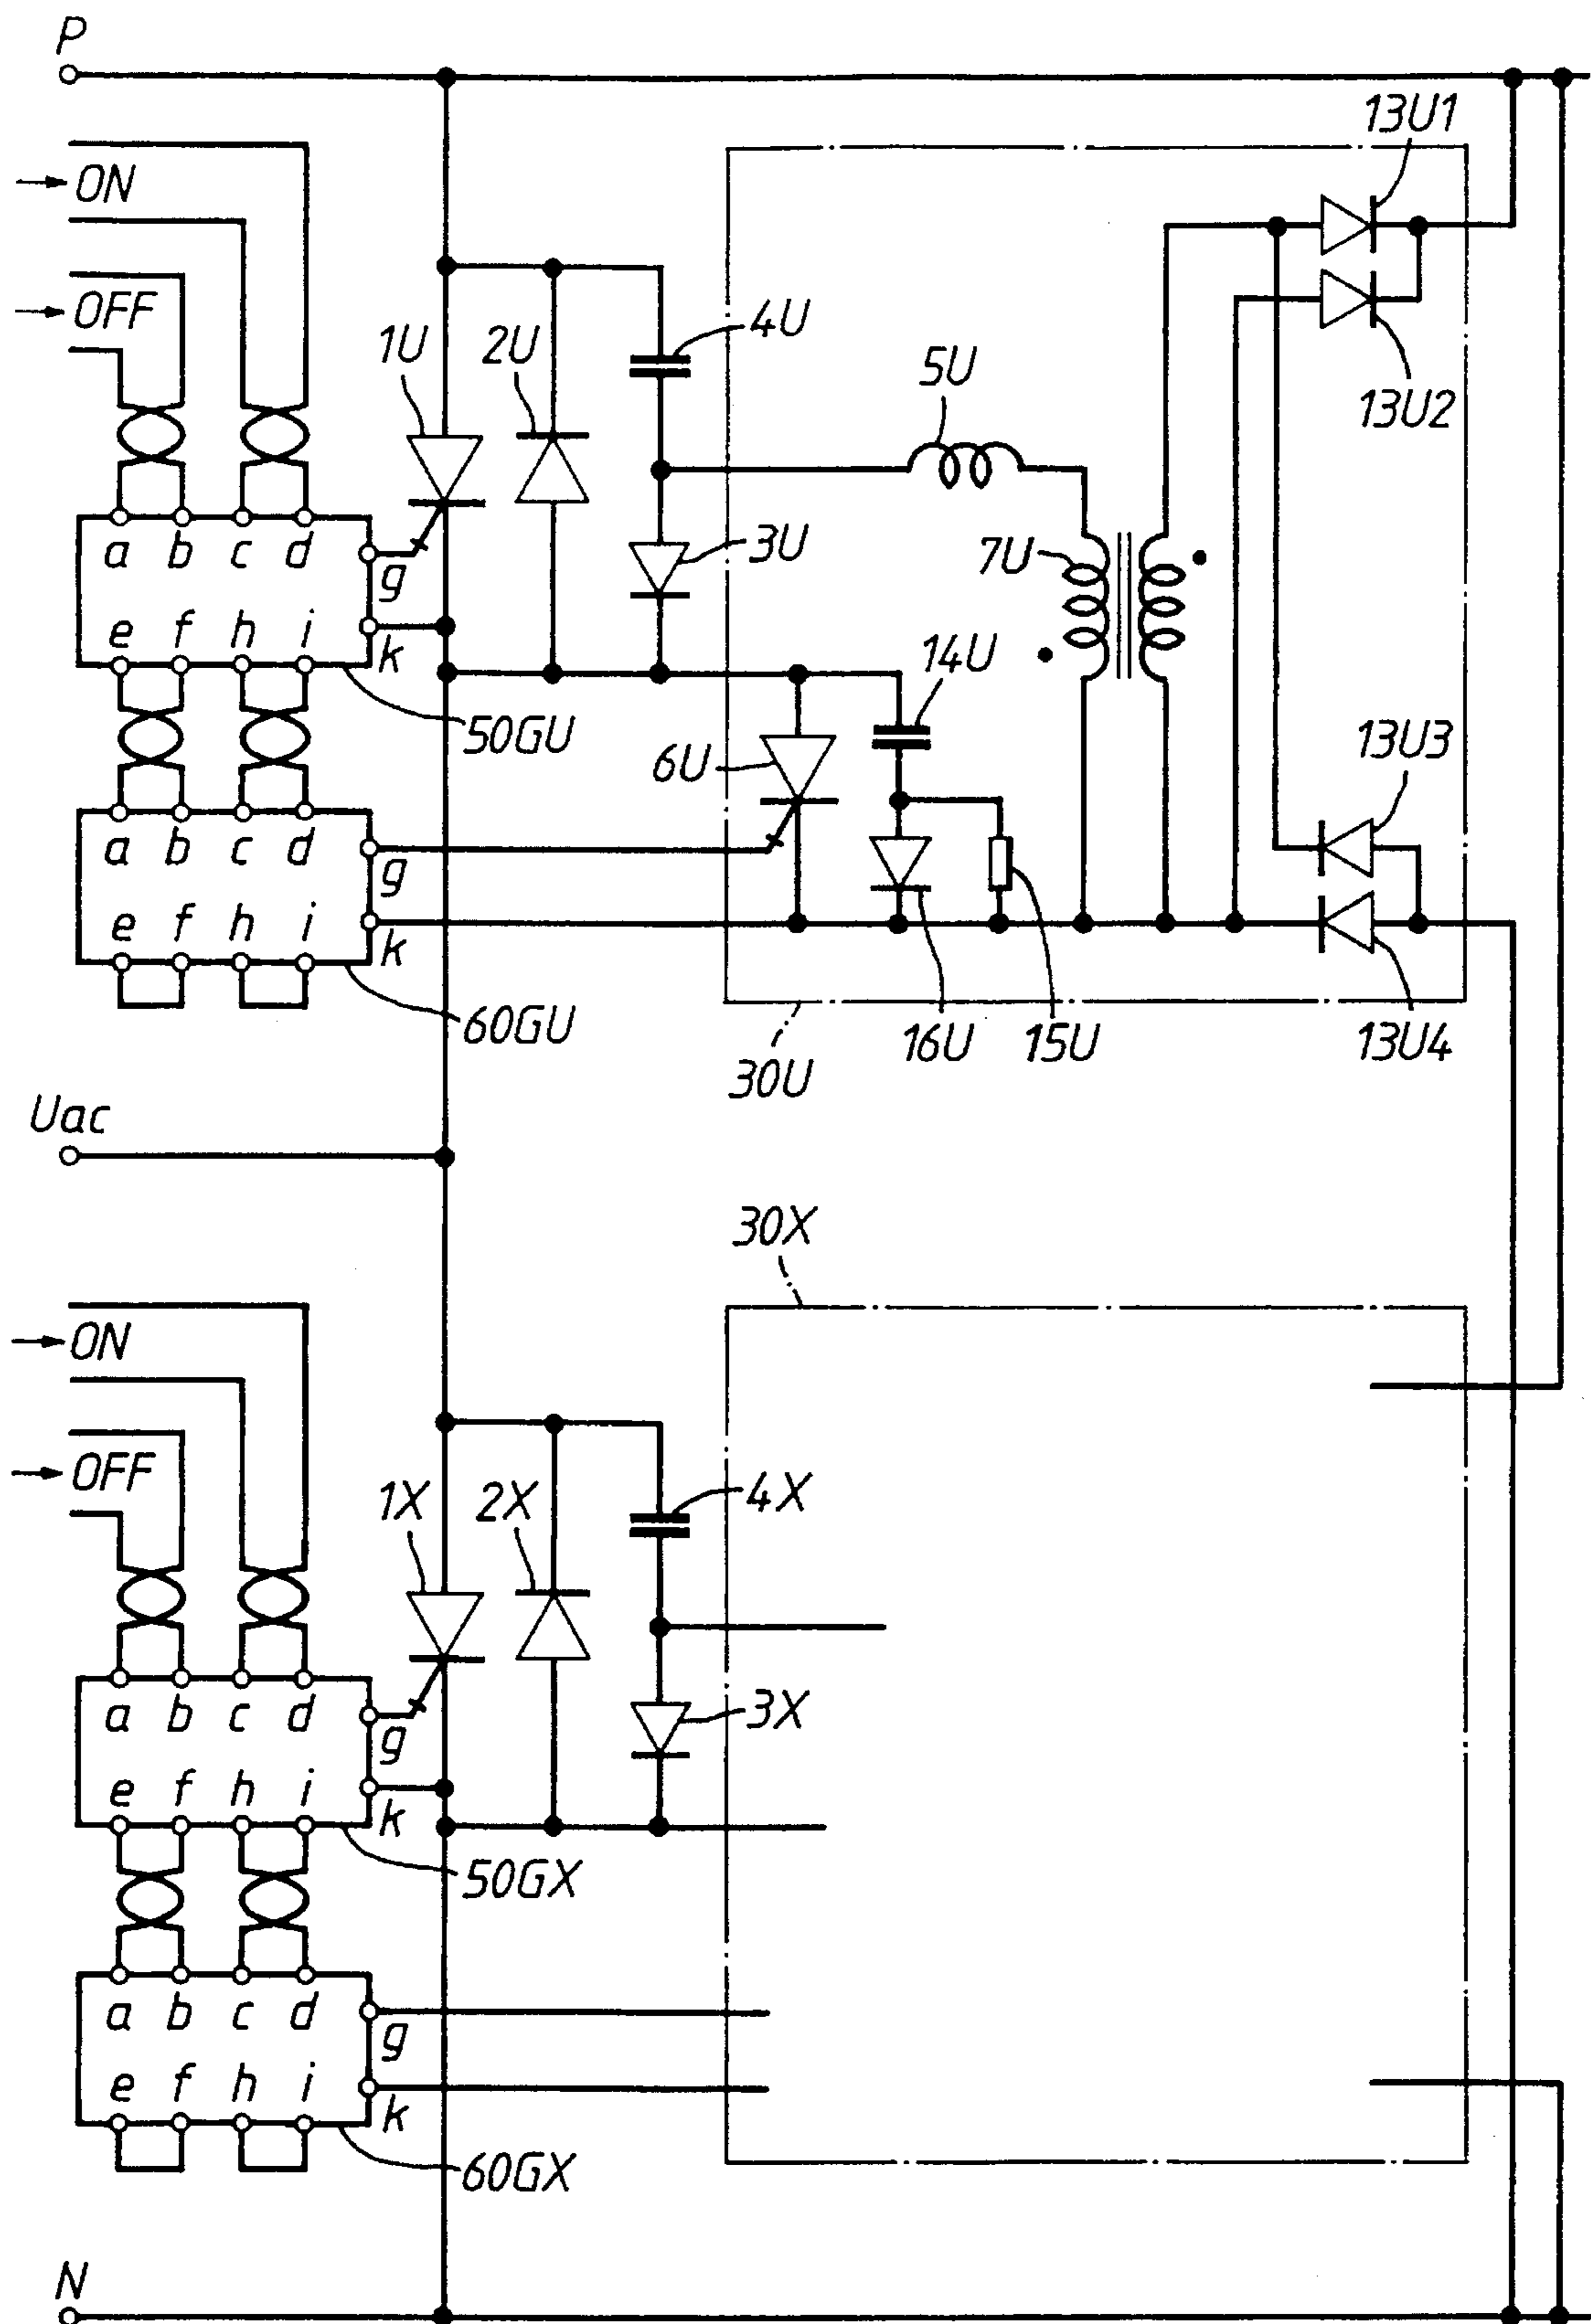 P
13U1
ON
OFF
1U
2U
4U
5U
13U2
a b c d
g
3U
7U
e f h i
k
14U
50GU
6U
13U3
a b c d
g
e f h i
k
60GU
16U
15U
13U4
30U
Uac
30X
ON
OFF
1X
2X
4X
a b c d
g
3X
e f h i
k
50GX
a b c d
g
e f h i
k
60GX
N